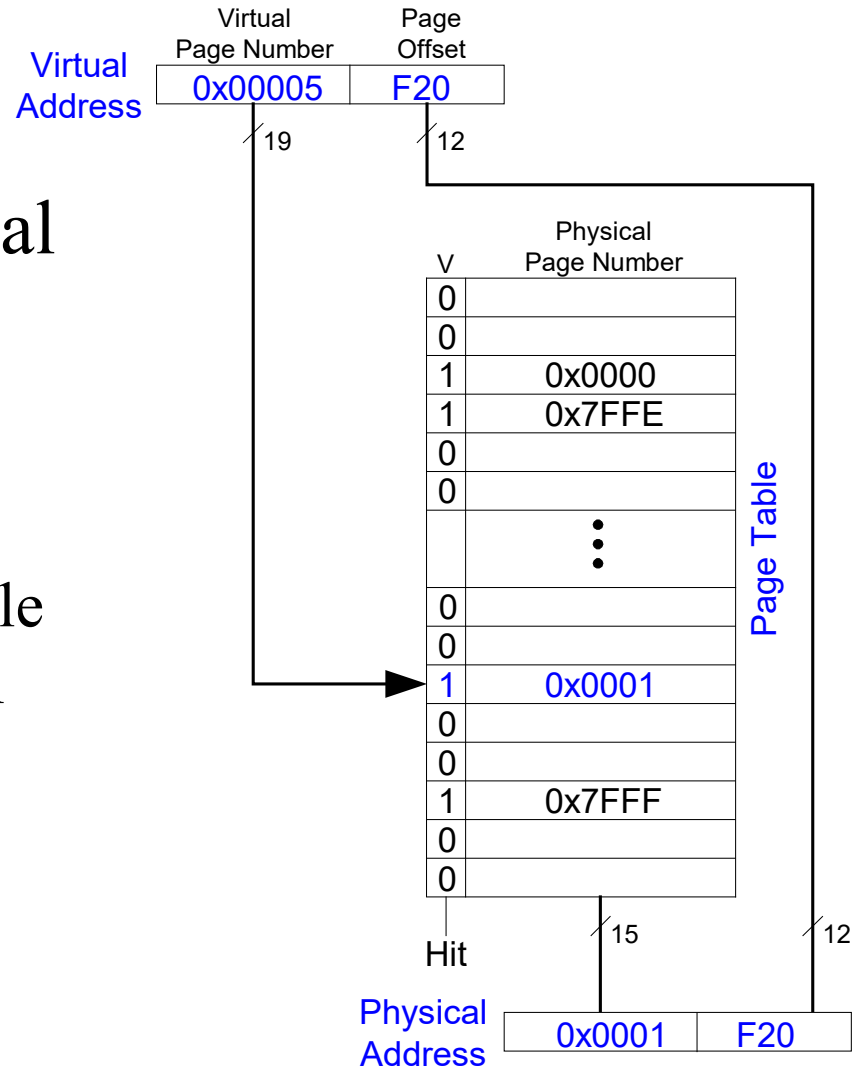 Virtual
Page Number
Page
Offset
Virtual
Address
0x00005
F20
19
12
al
Physical
Page Number
V
0
0
1 0x0000
1 0x7FFE
0
0
Page Table
le
0
0
1 0x0001
0
0
1 0x7FFF
0
0
15
12
Hit
Physical
Address
0x0001
F20